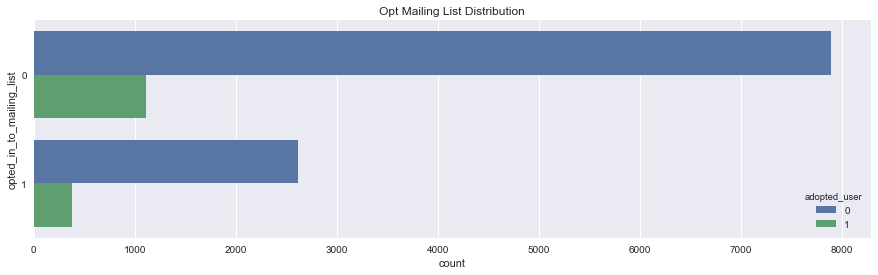 Opt Mailing List Distribution
opted_in_to_mailing_list
0
1
adopted_user
0
1
0 1000 2000 3000 4000 5000 6000 7000 8000
count